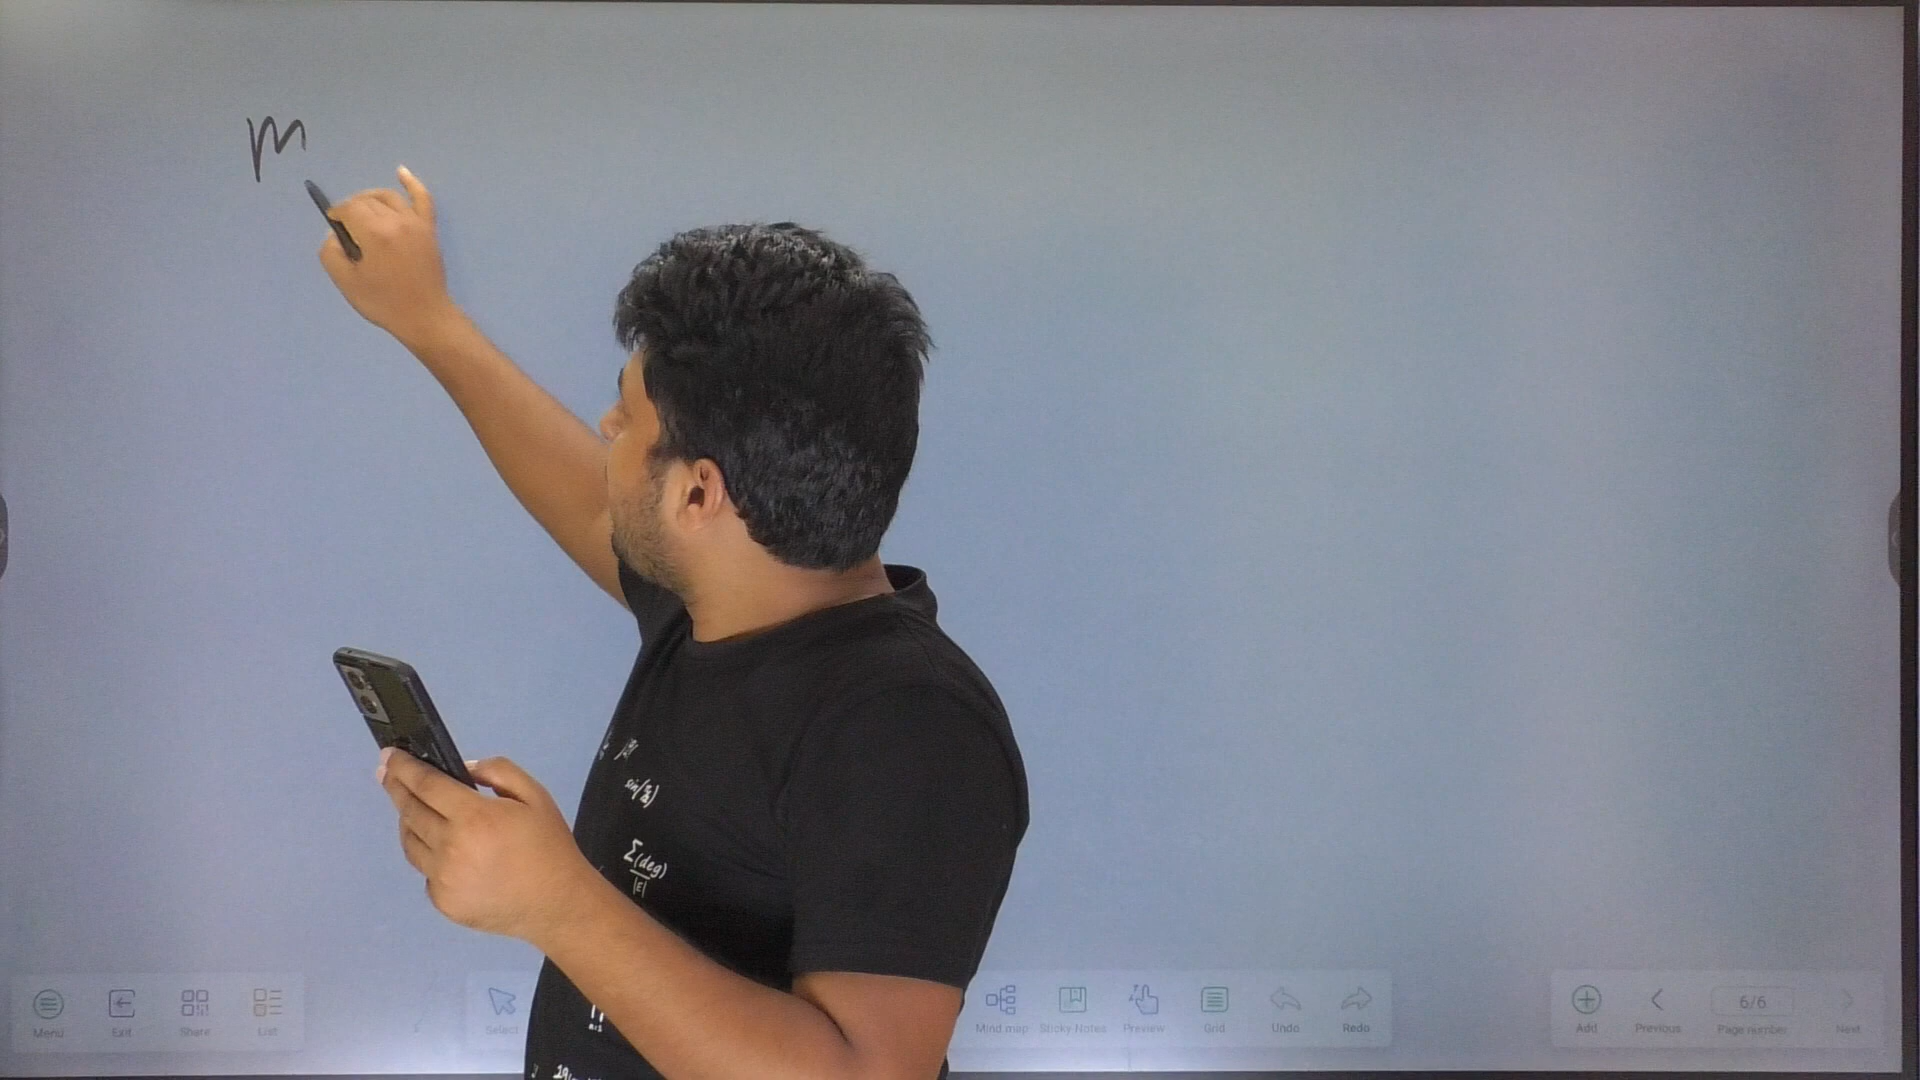 m
sin(
Σ(deg)
|E|
Menu
Exit
Share
List
Select
Mind map
Sticky Notes
Preview
Grid
Undo
Redo
Add
Previous
6/6
Page number
Next